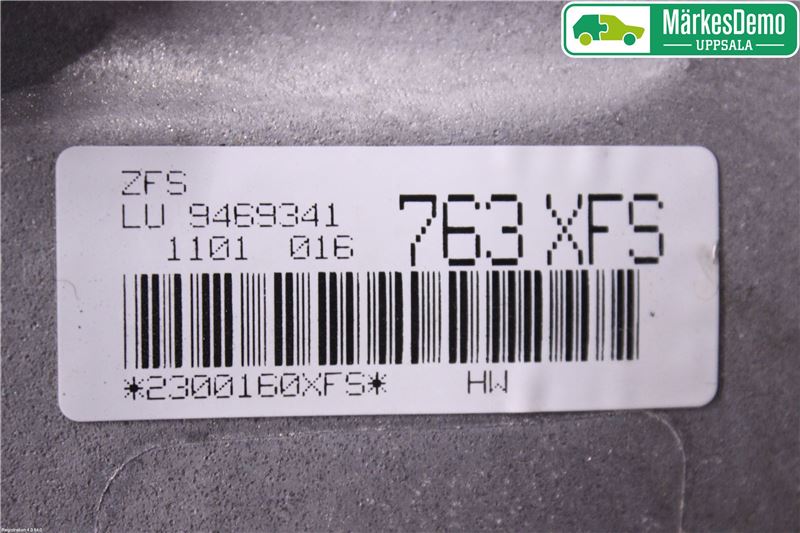 MärkesDemo
UPPSALA
ZFS
LU 9469341
1101 016
763 XFS
*2300160XFS* HW